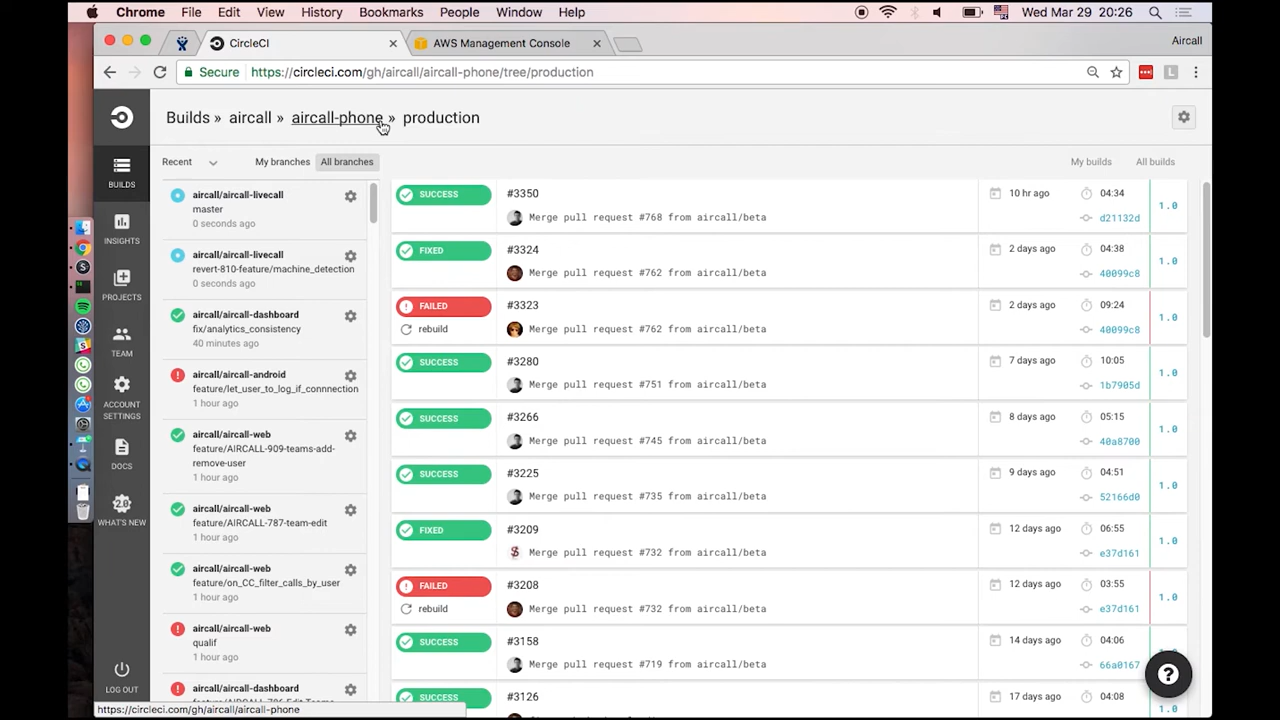 Chrome File Edit View History Bookmarks People Window Help Wed Mar 29 20:26
CircleCI AWS Management Console Aircall
Secure https://circleci.com/gh/aircall/aircall-phone/tree/production L
Builds » aircall » aircall-phone » production
Recent My branches All branches My builds All builds
BUILDS
INSIGHTS
PROJECTS
TEAM
ACCOUNT
SETTINGS
DOCS
2.0
WHAT'S NEW
LOG OUT
aircall/aircall-livecall
master
0 seconds ago
aircall/aircall-livecall
revert-810-feature/machine_detection
0 seconds ago
aircall/aircall-dashboard
fix/analytics_consistency
40 minutes ago
aircall/aircall-android
feature/let_user_to_log_if_connnection
1 hour ago
aircall/aircall-web
feature/AIRCALL-909-teams-add-
remove-user
1 hour ago
aircall/aircall-web
feature/AIRCALL-787-team-edit
1 hour ago
aircall/aircall-web
feature/on_CC_filter_calls_by_user
1 hour ago
aircall/aircall-web
qualif
1 hour ago
aircall/aircall-dashboard
SUCCESS #3350 10 hr ago 04:34
Merge pull request #768 from aircall/beta d21132d 1.0
FIXED #3324 2 days ago 04:38
Merge pull request #762 from aircall/beta 40099c8 1.0
FAILED #3323 2 days ago 09:24
rebuild Merge pull request #762 from aircall/beta 40099c8 1.0
SUCCESS #3280 7 days ago 10:05
Merge pull request #751 from aircall/beta 1b7905d 1.0
SUCCESS #3266 8 days ago 05:15
Merge pull request #745 from aircall/beta 40a8700 1.0
SUCCESS #3225 9 days ago 04:51
Merge pull request #735 from aircall/beta 52166d0 1.0
FIXED #3209 12 days ago 06:55
Merge pull request #732 from aircall/beta e37d161 1.0
FAILED #3208 12 days ago 03:55
rebuild Merge pull request #732 from aircall/beta e37d161 1.0
SUCCESS #3158 14 days ago 04:06
Merge pull request #719 from aircall/beta 66a0167
SUCCESS #3126 17 days ago 04:08
1.0
?
https://circleci.com/gh/aircall/aircall-phone